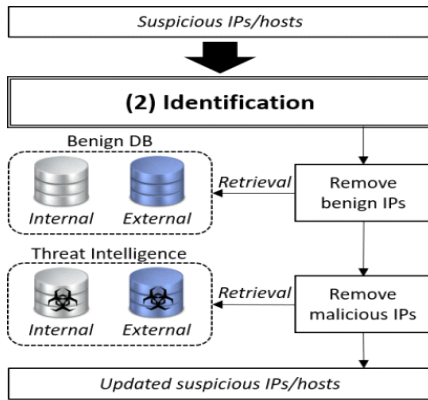 Suspicious IPs/hosts
(2) Identification
Benign DB
Internal
External
Retrieval
Remove
benign IPs
Threat Intelligence
Internal
External
Retrieval
Remove
malicious IPs
Updated suspicious IPs/hosts